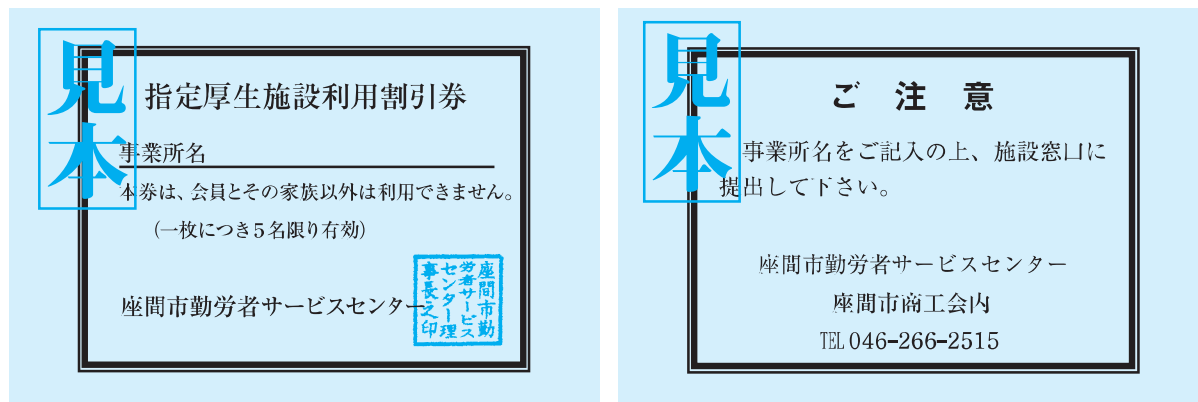 見本
指定厚生施設利用割引券
事業所名
本券は、会員とその家族以外は利用できません。
(一枚につき5名限り有効)
座間市勤労者サービスセンター
座間市勤
労者サービス
センター理
事長之印
見本
ご注意
事業所名をご記入の上、施設窓口に
提出して下さい。
座間市勤労者サービスセンター
座間市商工会内
TEL 046-266-2515